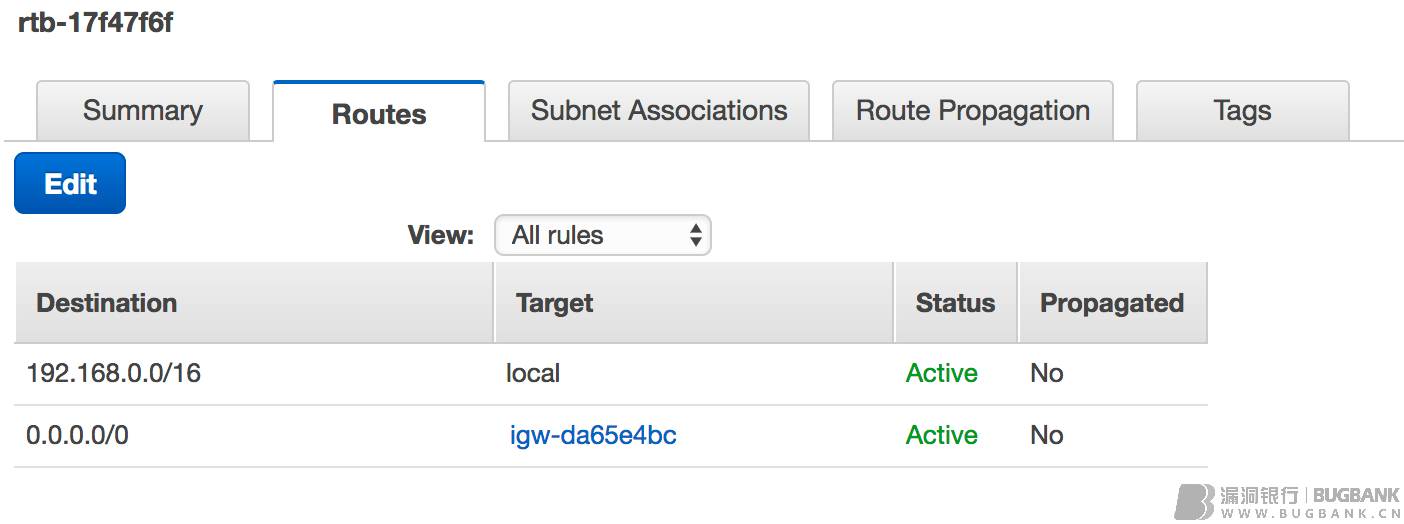 rtb-17f47f6f
Summary Routes Subnet Associations Route Propagation Tags
Edit
View: All rules
Destination Target Status Propagated
192.168.0.0/16 local Active No
0.0.0.0/0 igw-da65e4bc Active No
漏洞银行 | BUGBANK
WWW.BUGBANK.CN